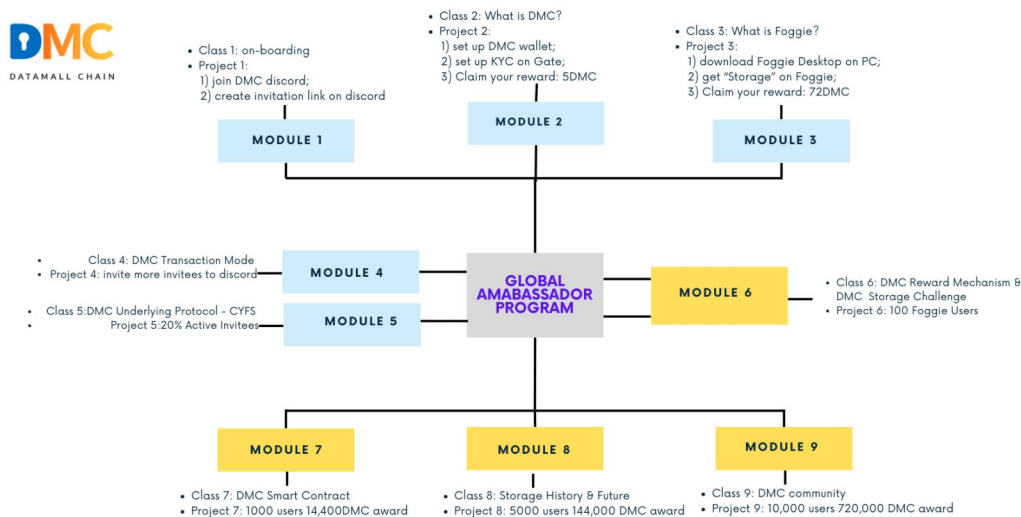 DMC
DATAMALL CHAIN
• Class 1: on-boarding
• Project 1:
1) join DMC discord;
2) create invitation link on discord
MODULE 1
• Class 2: What is DMC?
• Project 2:
1) set up DMC wallet;
2) set up KYC on Gate;
3) Claim your reward: 5DMC
MODULE 2
• Class 3: What is Foggie?
• Project 3:
1) download Foggie Desktop on PC;
2) get “Storage” on Foggie;
3) Claim your reward: 72DMC
MODULE 3
• Class 4: DMC Transaction Mode
• Project 4: invite more invitees to discord
MODULE 4
• Class 5:DMC Underlying Protocol - CYFS
• Project 5:20% Active Invitees
MODULE 5
GLOBAL
AMABASSADOR
PROGRAM
MODULE 6
• Class 6: DMC Reward Mechanism &
DMC Storage Challenge
• Project 6: 100 Foggie Users
MODULE 7
• Class 7: DMC Smart Contract
• Project 7: 1000 users 14,400DMC award
MODULE 8
• Class 8: Storage History & Future
• Project 8: 5000 users 144,000 DMC award
MODULE 9
• Class 9: DMC community
• Project 9: 10,000 users 720,000 DMC award